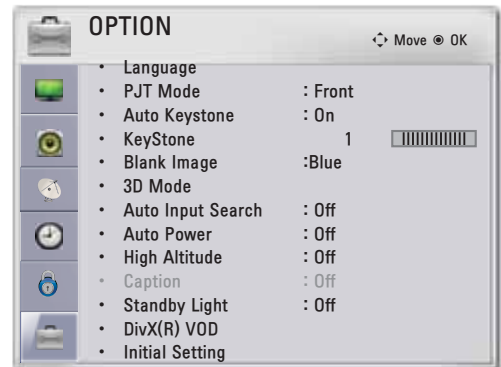 OPTION
Move ◉ OK
• Language
• PJT Mode : Front
• Auto Keystone : On
• KeyStone 1
• Blank Image :Blue
• 3D Mode
• Auto Input Search : Off
• Auto Power : Off
• High Altitude : Off
• Caption : Off
• Standby Light : Off
• DivX(R) VOD
• Initial Setting